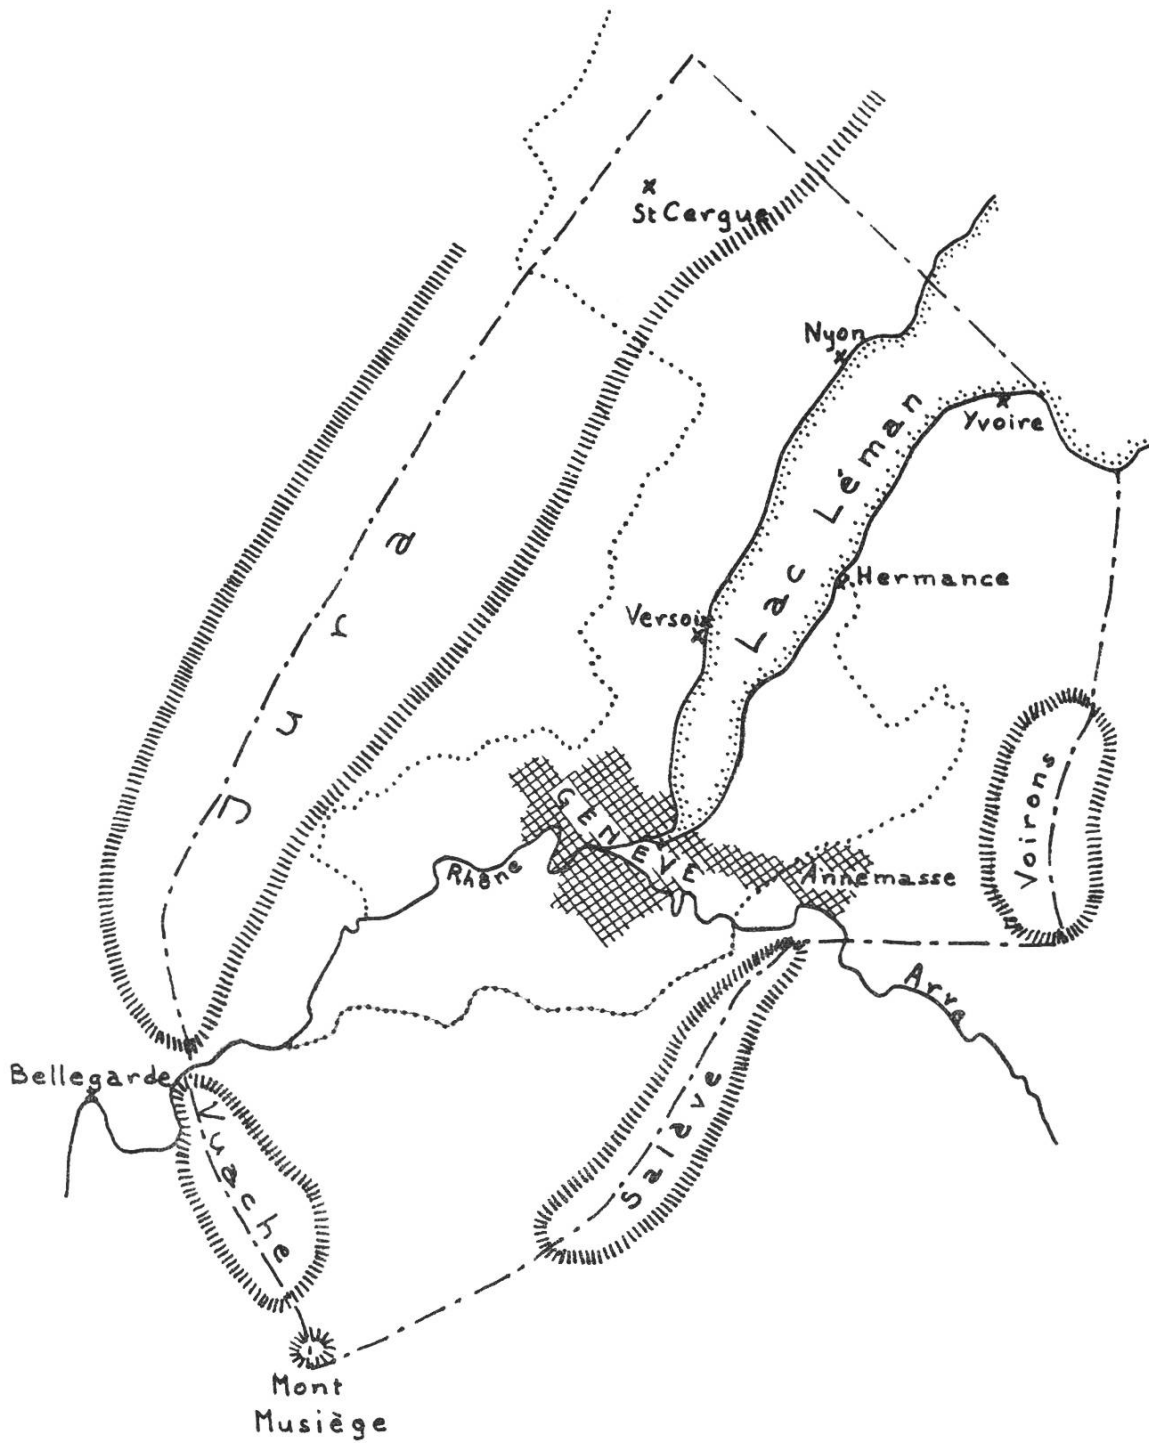 St Cergue
Nyon
Yvoire
Lac Léman
Hermance
Versoix
Jura
GENEVE
Rhône
Annemasse
Voirons
Arve
Bellegarde
Vuache
Salève
Mont
Musiège